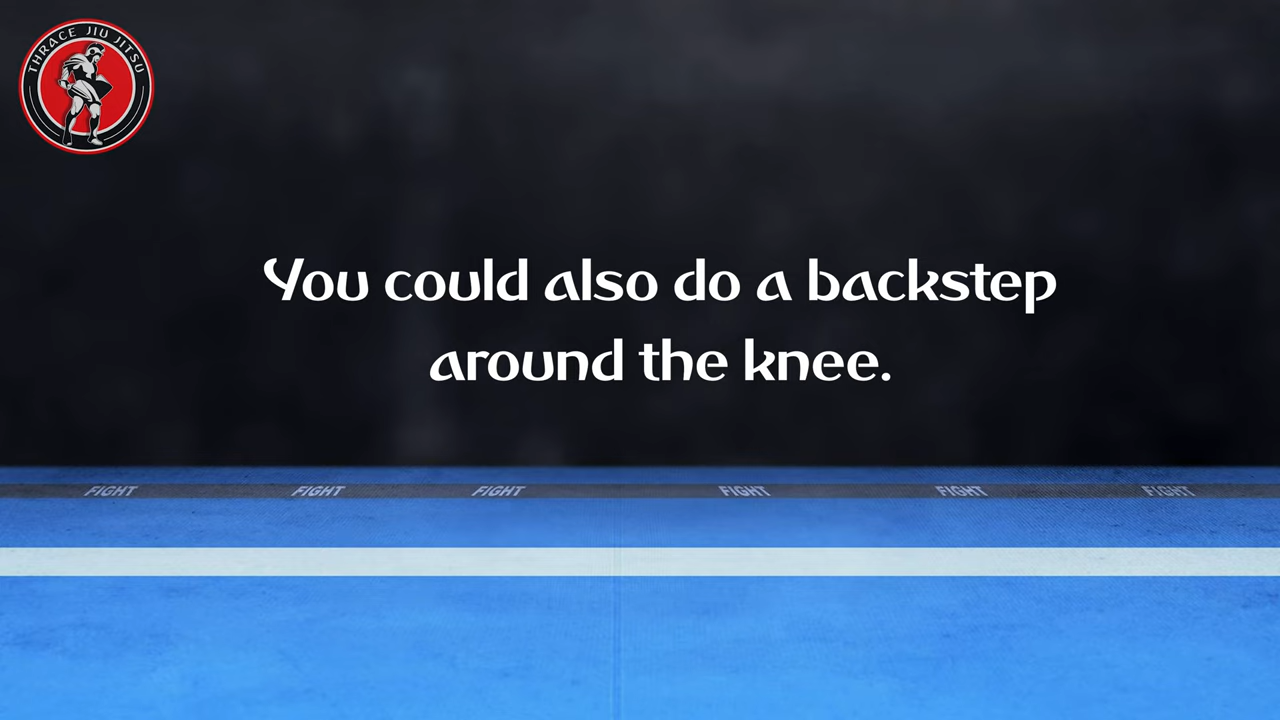 THRACE JIU JITSU
You could also do a backstep
around the knee.
FIGHT FIGHT FIGHT FIGHT FIGHT FIGHT